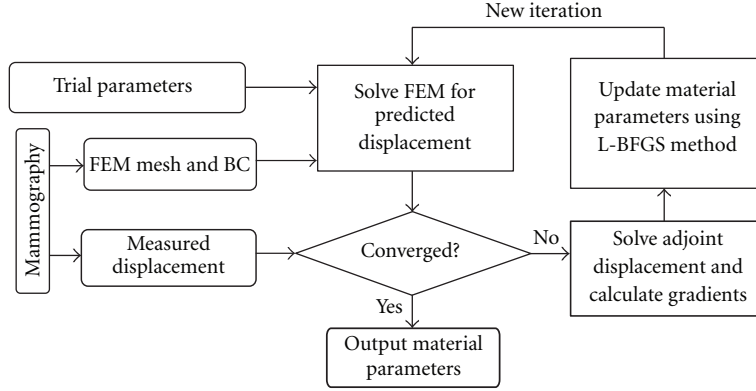 New iteration
Trial parameters
Solve FEM for
predicted
displacement
Update material
parameters using
L-BFGS method
Mammography
FEM mesh and BC
Measured
displacement
Converged?
No
Solve adjoint
displacement and
calculate gradients
Yes
Output material
parameters